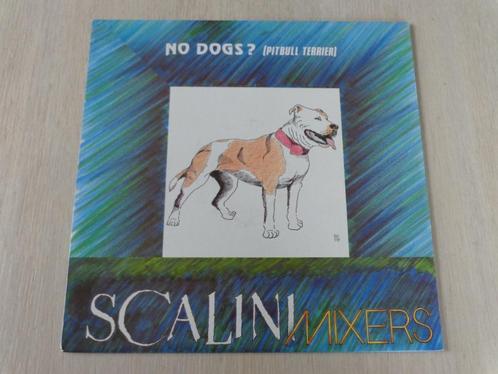 NO DOGS? (PITBULL TERRIER)
SCALINI MIXERS